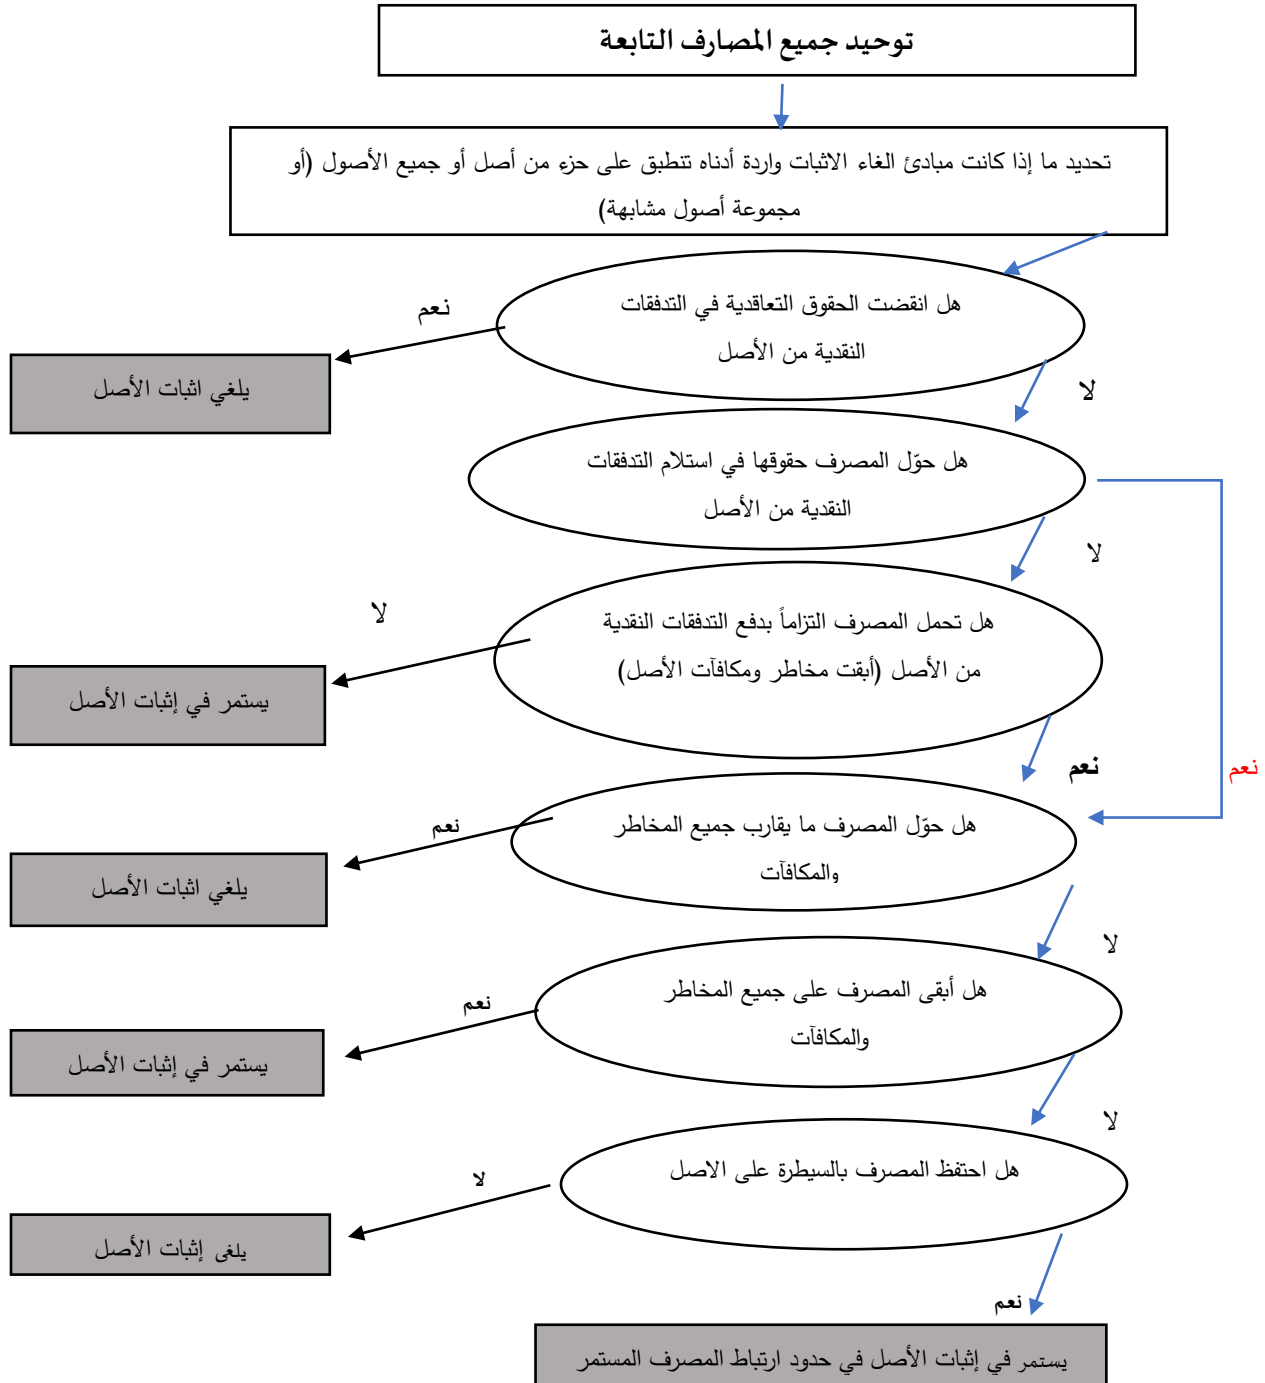 توحيد جميع المصارف التابعة
تحديد ما إذا كانت مبادئ الغاء الاثبات واردة أدناه تنطبق على حزء من أصل أو جميع الأصول (أو
مجموعة أصول مشابهة)
هل انقضت الحقوق التعاقدية في التدفقات
النقدية من الأصل
نعم
يلغي اثبات الأصل
لا
هل حوّل المصرف حقوقها في استلام التدفقات
النقدية من الأصل
لا
نعم
هل تحمل المصرف التزاماً بدفع التدفقات النقدية
من الأصل (أبقت مخاطر ومكافآت الأصل)
لا
يستمر في إثبات الأصل
نعم
هل حوّل المصرف ما يقارب جميع المخاطر
والمكافآت
نعم
يلغي اثبات الأصل
لا
هل أبقى المصرف على جميع المخاطر
والمكافآت
نعم
يستمر في إثبات الأصل
لا
هل احتفظ المصرف بالسيطرة على الاصل
لا
يلغى إثبات الأصل
نعم
يستمر في إثبات الأصل في حدود ارتباط المصرف المستمر